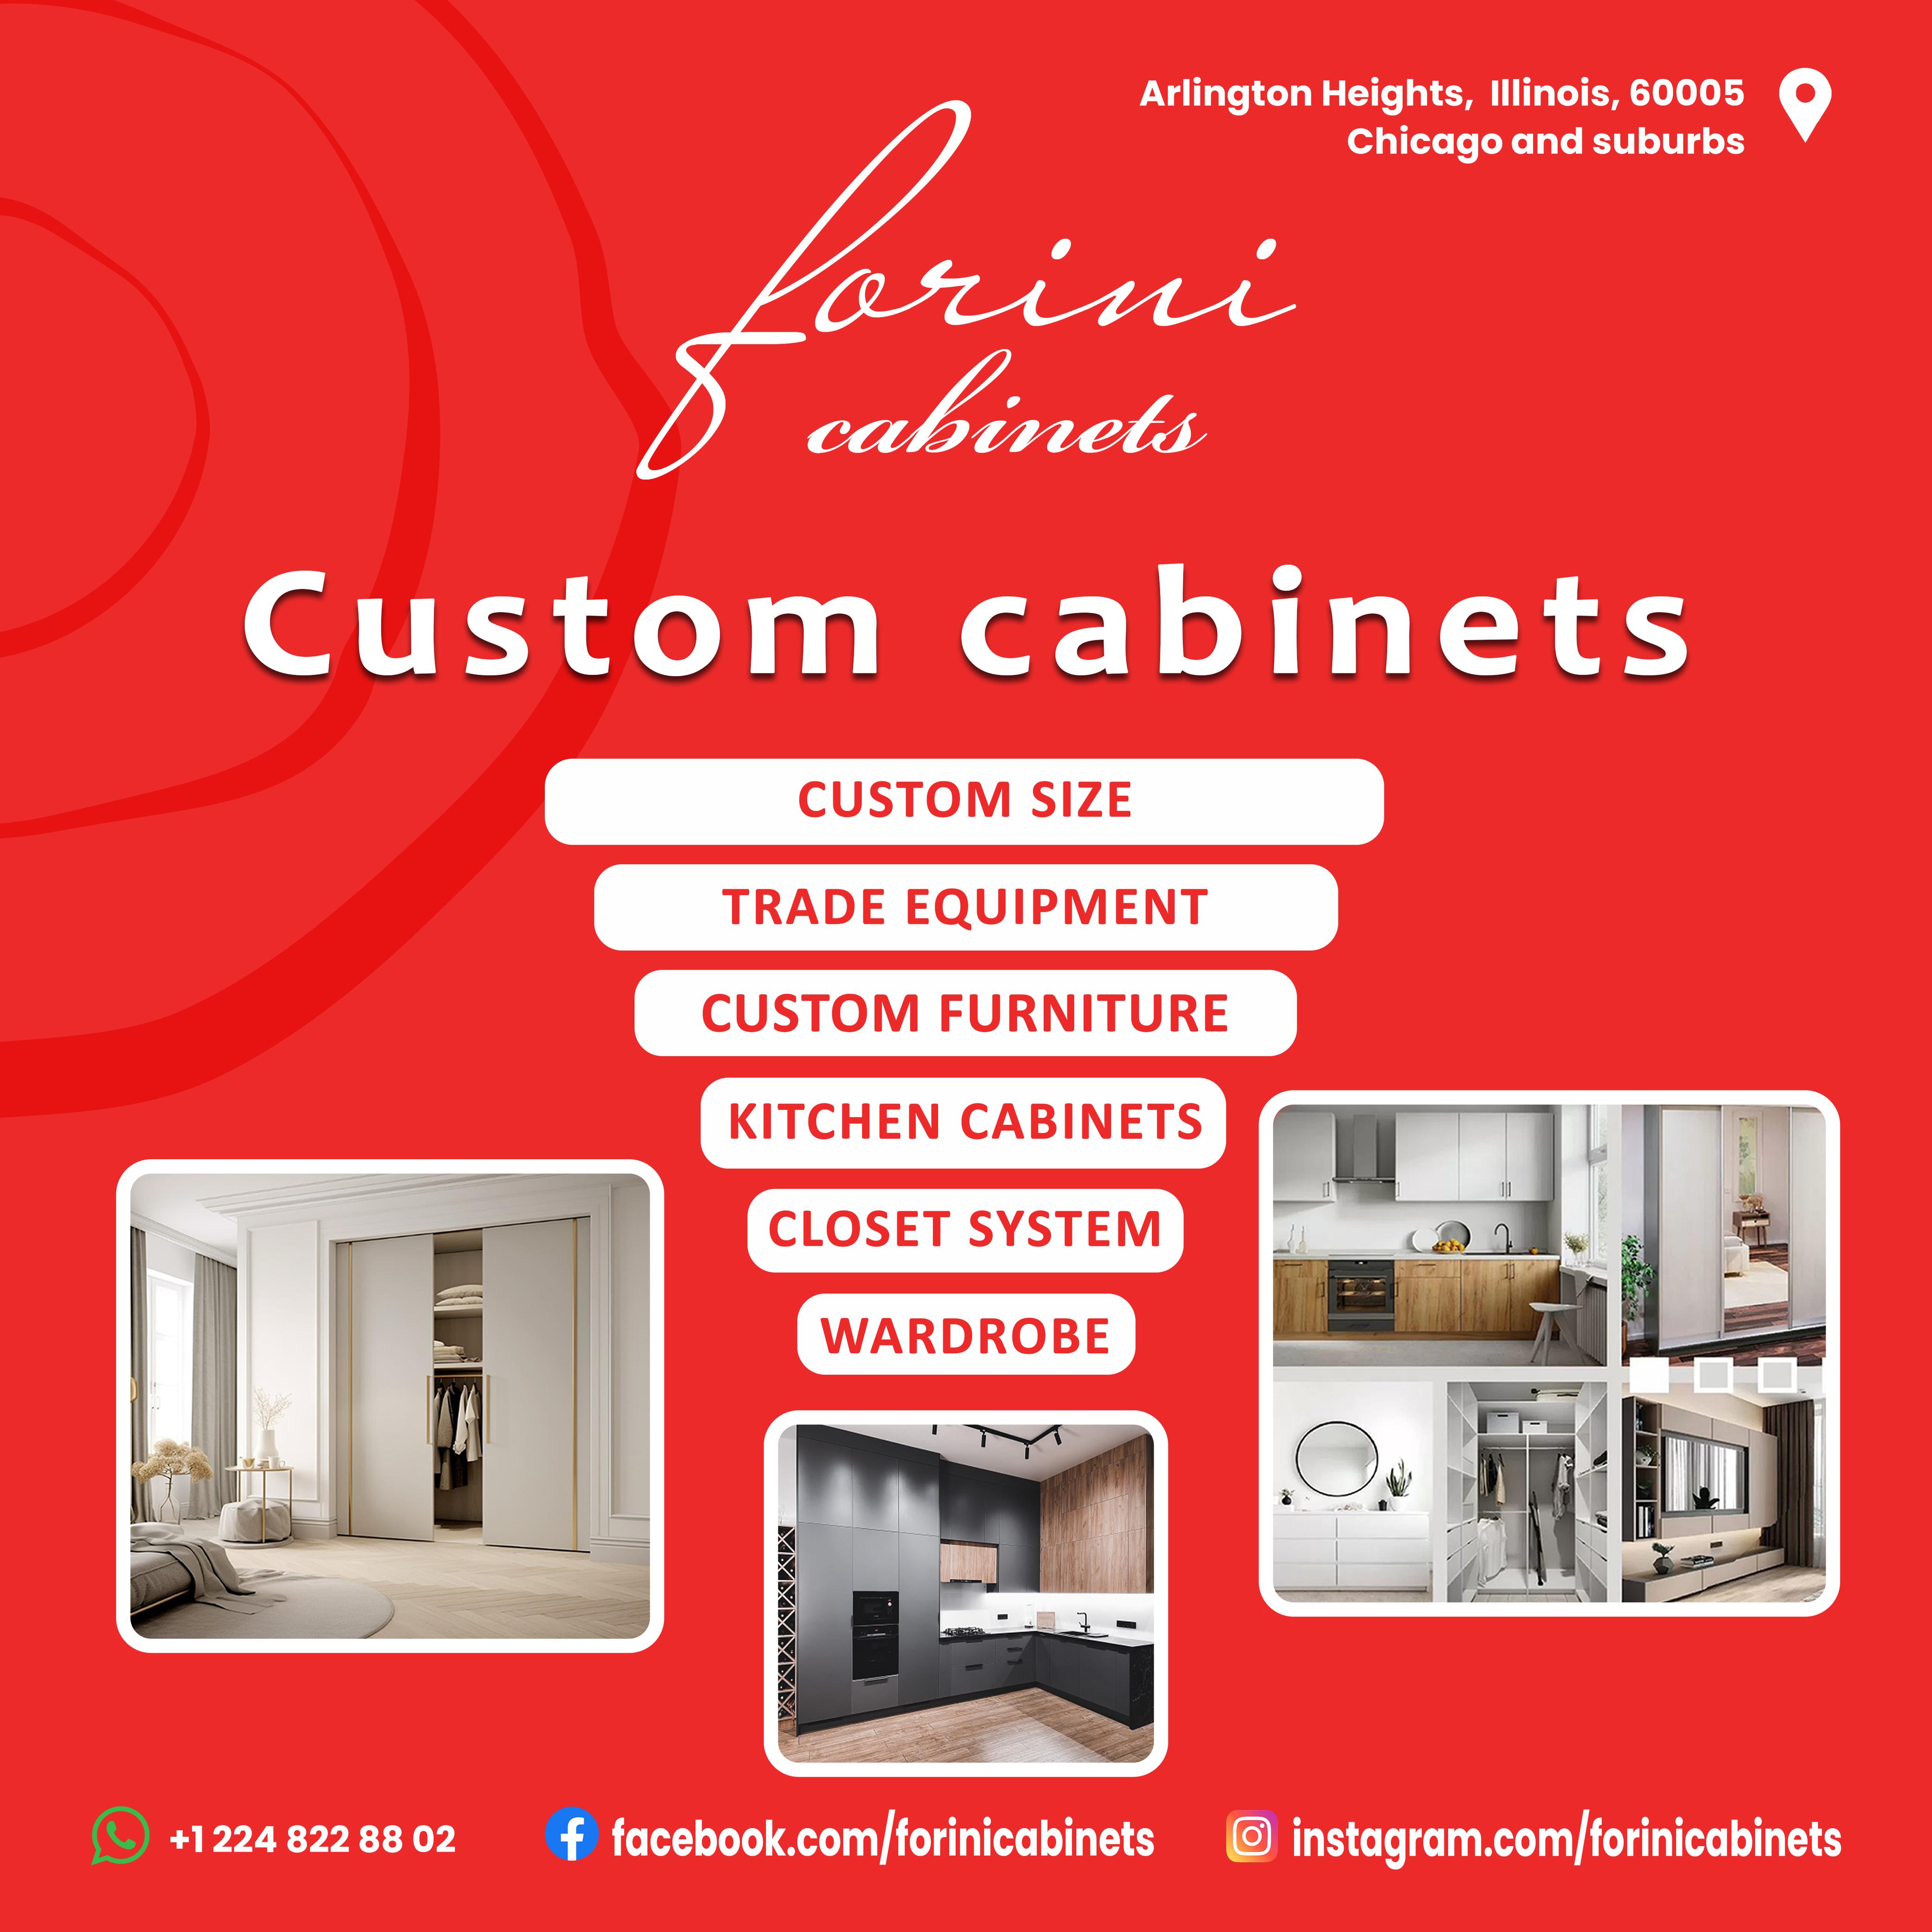 Arlington Heights, Illinois, 60005
Chicago and suburbs
forini
cabinets
Custom cabinets
CUSTOM SIZE
TRADE EQUIPMENT
CUSTOM FURNITURE
KITCHEN CABINETS
CLOSET SYSTEM
WARDROBE
+1 224 822 88 02
facebook.com/forinicabinets
instagram.com/forinicabinets